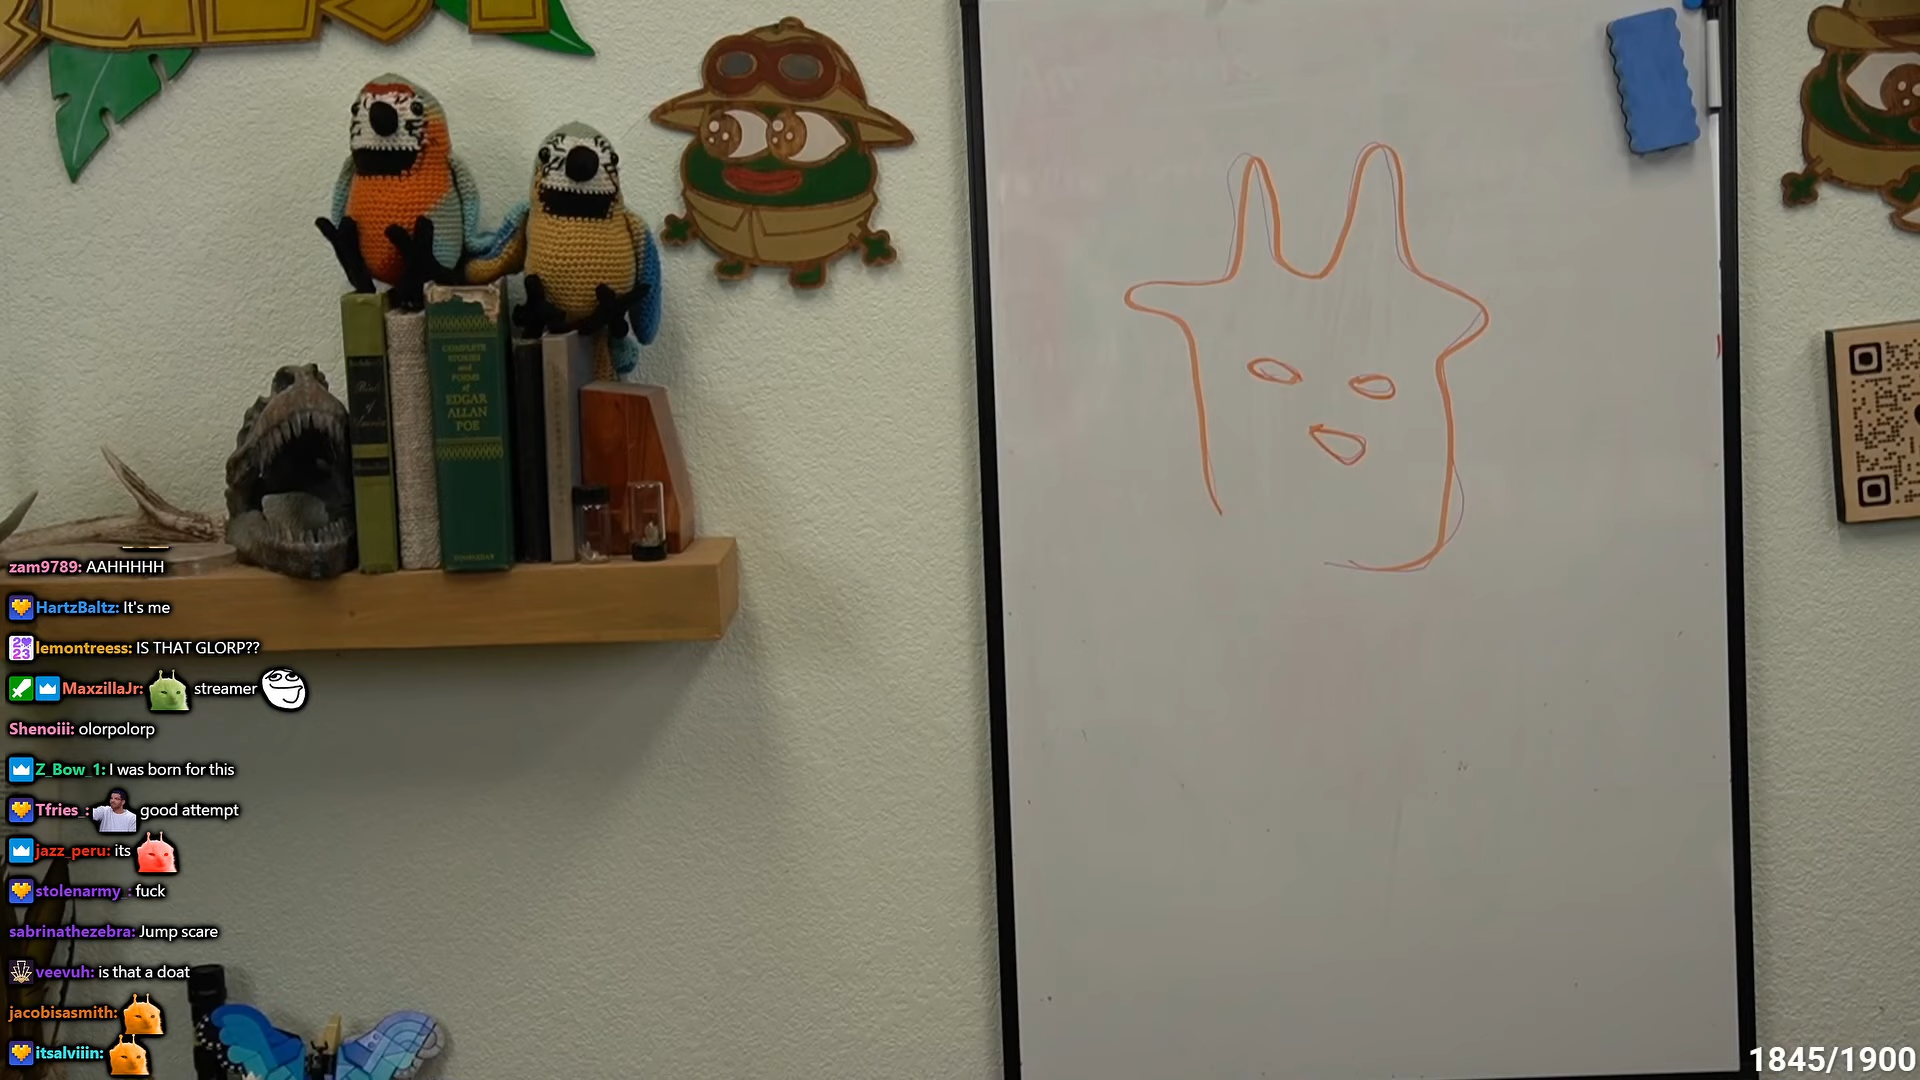 COMPLETE
STORIES
and
POEMS
of
EDGAR
ALLAN
POE
DOUBLEDAY
zam9789: AAHHHHH
HartzBaltz: It's me
lemontreess: IS THAT GLORP??
MaxzillaJr: streamer
Shenoiii: olorpolorp
Z_Bow_1: I was born for this
Tfries_: good attempt
jazz_peru: its
stolenarmy_: fuck
sabrinathezebra: Jump scare
veevuh: is that a doat
jacobisasmith:
itsalviiin:
1845/1900